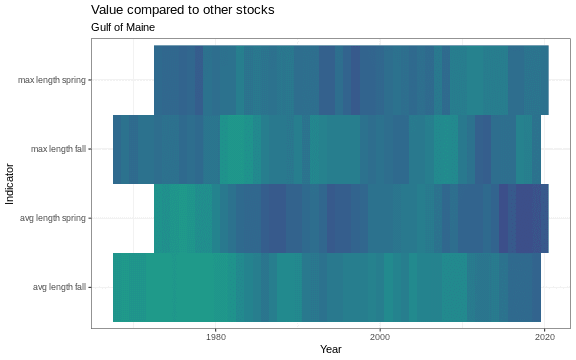 Value compared to other stocks
Gulf of Maine
max length spring
max length fall
avg length spring
avg length fall
Indicator
1980
2000
2020
Year